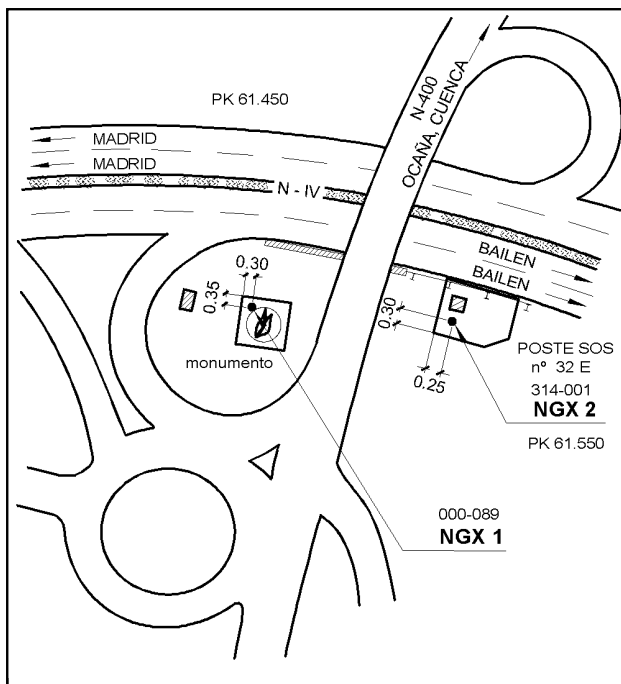 PK 61.450
N-400
OCAÑA, CUENCA
MADRID
MADRID
N - IV
BAILEN
BAILEN
0.30
0.35
monumento
0.30
0.25
POSTE SOS
nº 32 E
314-001
NGX 2
PK 61.550
000-089
NGX 1